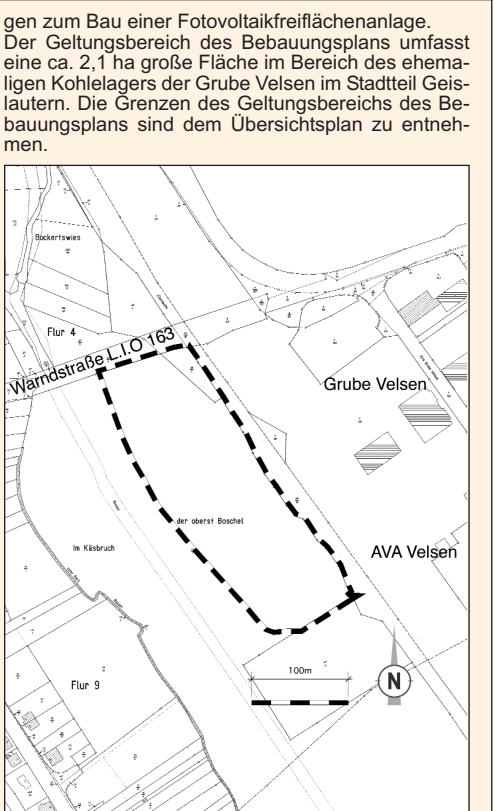 gen zum Bau einer Fotovoltaikfreiflächenanlage.
Der Geltungsbereich des Bebauungsplans umfasst
eine ca. 2,1 ha große Fläche im Bereich des ehema-
ligen Kohlelagers der Grube Velsen im Stadtteil Geis-
lautern. Die Grenzen des Geltungsbereichs des Be-
bauungsplans sind dem Übersichtsplan zu entneh-
men.
Bockertswies
Flur 4
Warndstraße L.I.O 163
Grube Velsen
der oberst Boschel
Im Käsbruch
AVA Velsen
100m
N
Flur 9